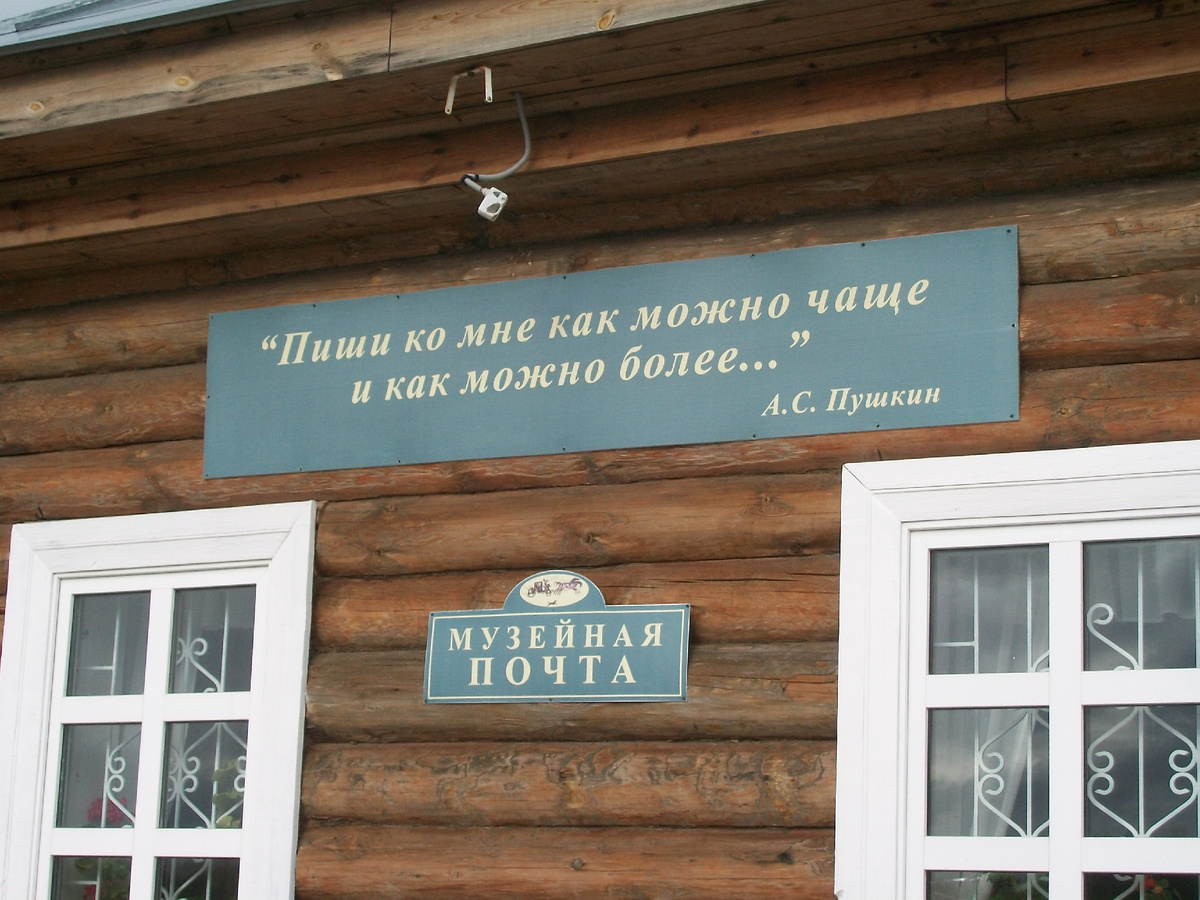 “Пиши ко мне как можно чаще
и как можно более...”
А.С. Пушкин
МУЗЕЙНАЯ
ПОЧТА